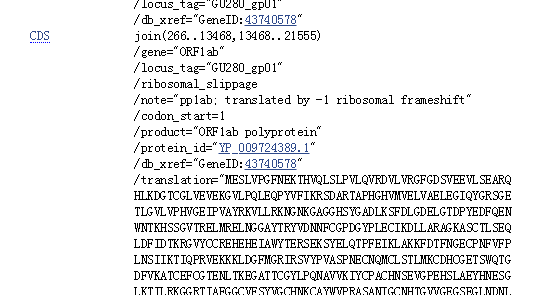 /locus_tag="GU280_gp01"
/db_xref="GeneID:43740578"
CDS join(266..13468,13468..21555)
/gene="ORF1ab"
/locus_tag="GU280_gp01"
/ribosomal_slippage
/note="pp1ab; translated by -1 ribosomal frameshift"
/codon_start=1
/product="ORF1ab polyprotein"
/protein_id="YP_009724389.1"
/db_xref="GeneID:43740578"
/translation="MESLVPGFNEKTHVQLSLPVLQVRDVLVRGFGDSVEEVLSEARQ
HLKDGTCGLVEVEKGVLPQLEQPYVFIKRSDARTAPHGHVMVELVAELEGIQYGRSGE
TLGVLVPHVGEIPVAYRKVLLRKNGNKGAGGHSYGADLKSFDLGDELGTDPYEDFQEN
WNTKHSSGVTRELMRELNGGAYTRYVDNNFCGPDGYPLECIKDLLARAGKASCTLSEQ
LDFIDTKRGVYCCREHEHEIAWYTERSEKSYELQTPFEIKLAKKFDTFNGECPNFVFP
LNSIIKTIQPRVEKKKLDGFMGRIRSVYPVASPNECNQMCLSTLMKCDHCGETSWQTG
DFVKATCEFCGTENLTKEGATTCGYLPQNAVVKIYCPACHNSEVGPEHSLAEYHNESG
LKTILRKGGRTIAFGGCVFSYVGCHNKCAYWVPRASANIGCNHTGVVGEGSEGLNDNL